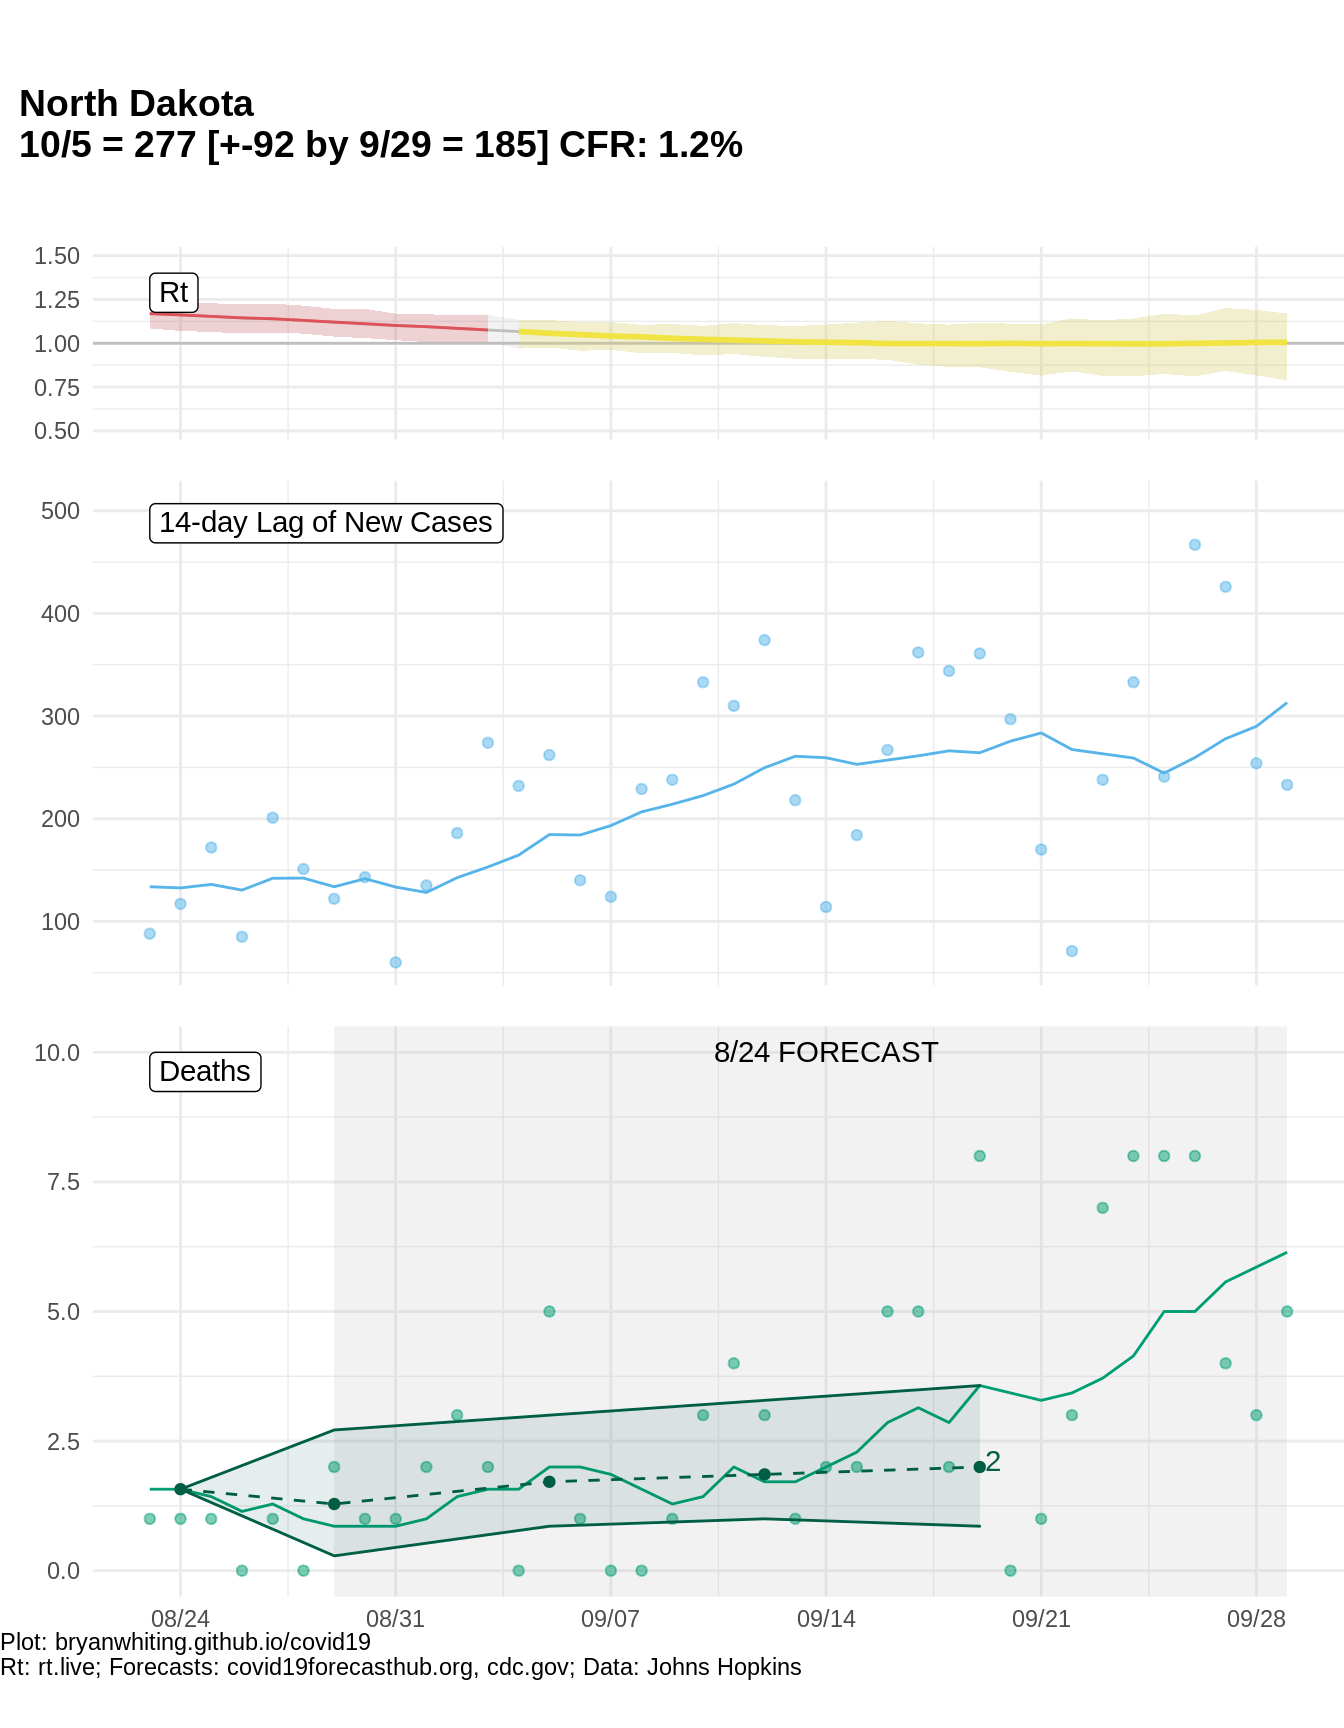 North Dakota
10/5 = 277 [+-92 by 9/29 = 185] CFR: 1.2%
1.50
Rt
1.25
1.00
0.75
0.50
500
14-day Lag of New Cases
400
300
200
100
10.0
8/24 FORECAST
Deaths
7.5
5.0
2.5
2
0.0
08/24 08/31 09/07 09/14 09/21 09/28
Plot: bryanwhiting.github.io/covid19
Rt: rt.live; Forecasts: covid19forecasthub.org, cdc.gov; Data: Johns Hopkins